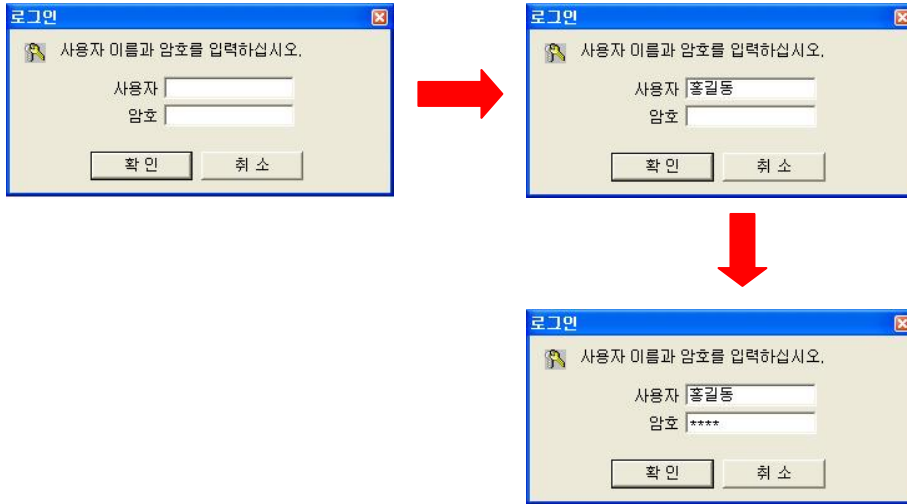 로그인
사용자 이름과 암호를 입력하십시오.
사용자
암호
확 인 취 소
로그인
사용자 이름과 암호를 입력하십시오.
사용자 홍길동
암호
확 인 취 소
로그인
사용자 이름과 암호를 입력하십시오.
사용자 홍길동
암호 ****
확 인 취 소